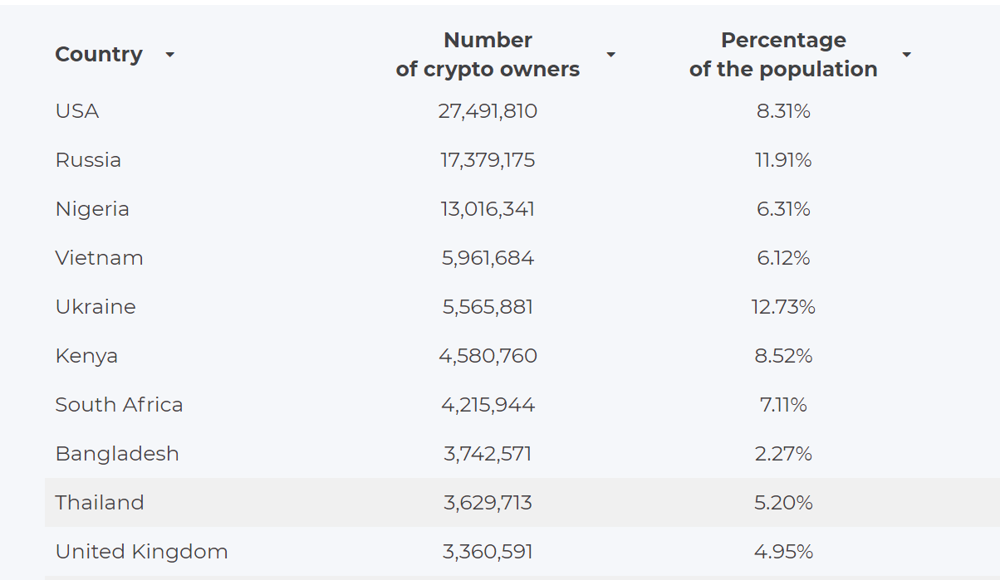 Country Number of crypto owners Percentage of the population
USA 27,491,810 8.31%
Russia 17,379,175 11.91%
Nigeria 13,016,341 6.31%
Vietnam 5,961,684 6.12%
Ukraine 5,565,881 12.73%
Kenya 4,580,760 8.52%
South Africa 4,215,944 7.11%
Bangladesh 3,742,571 2.27%
Thailand 3,629,713 5.20%
United Kingdom 3,360,591 4.95%